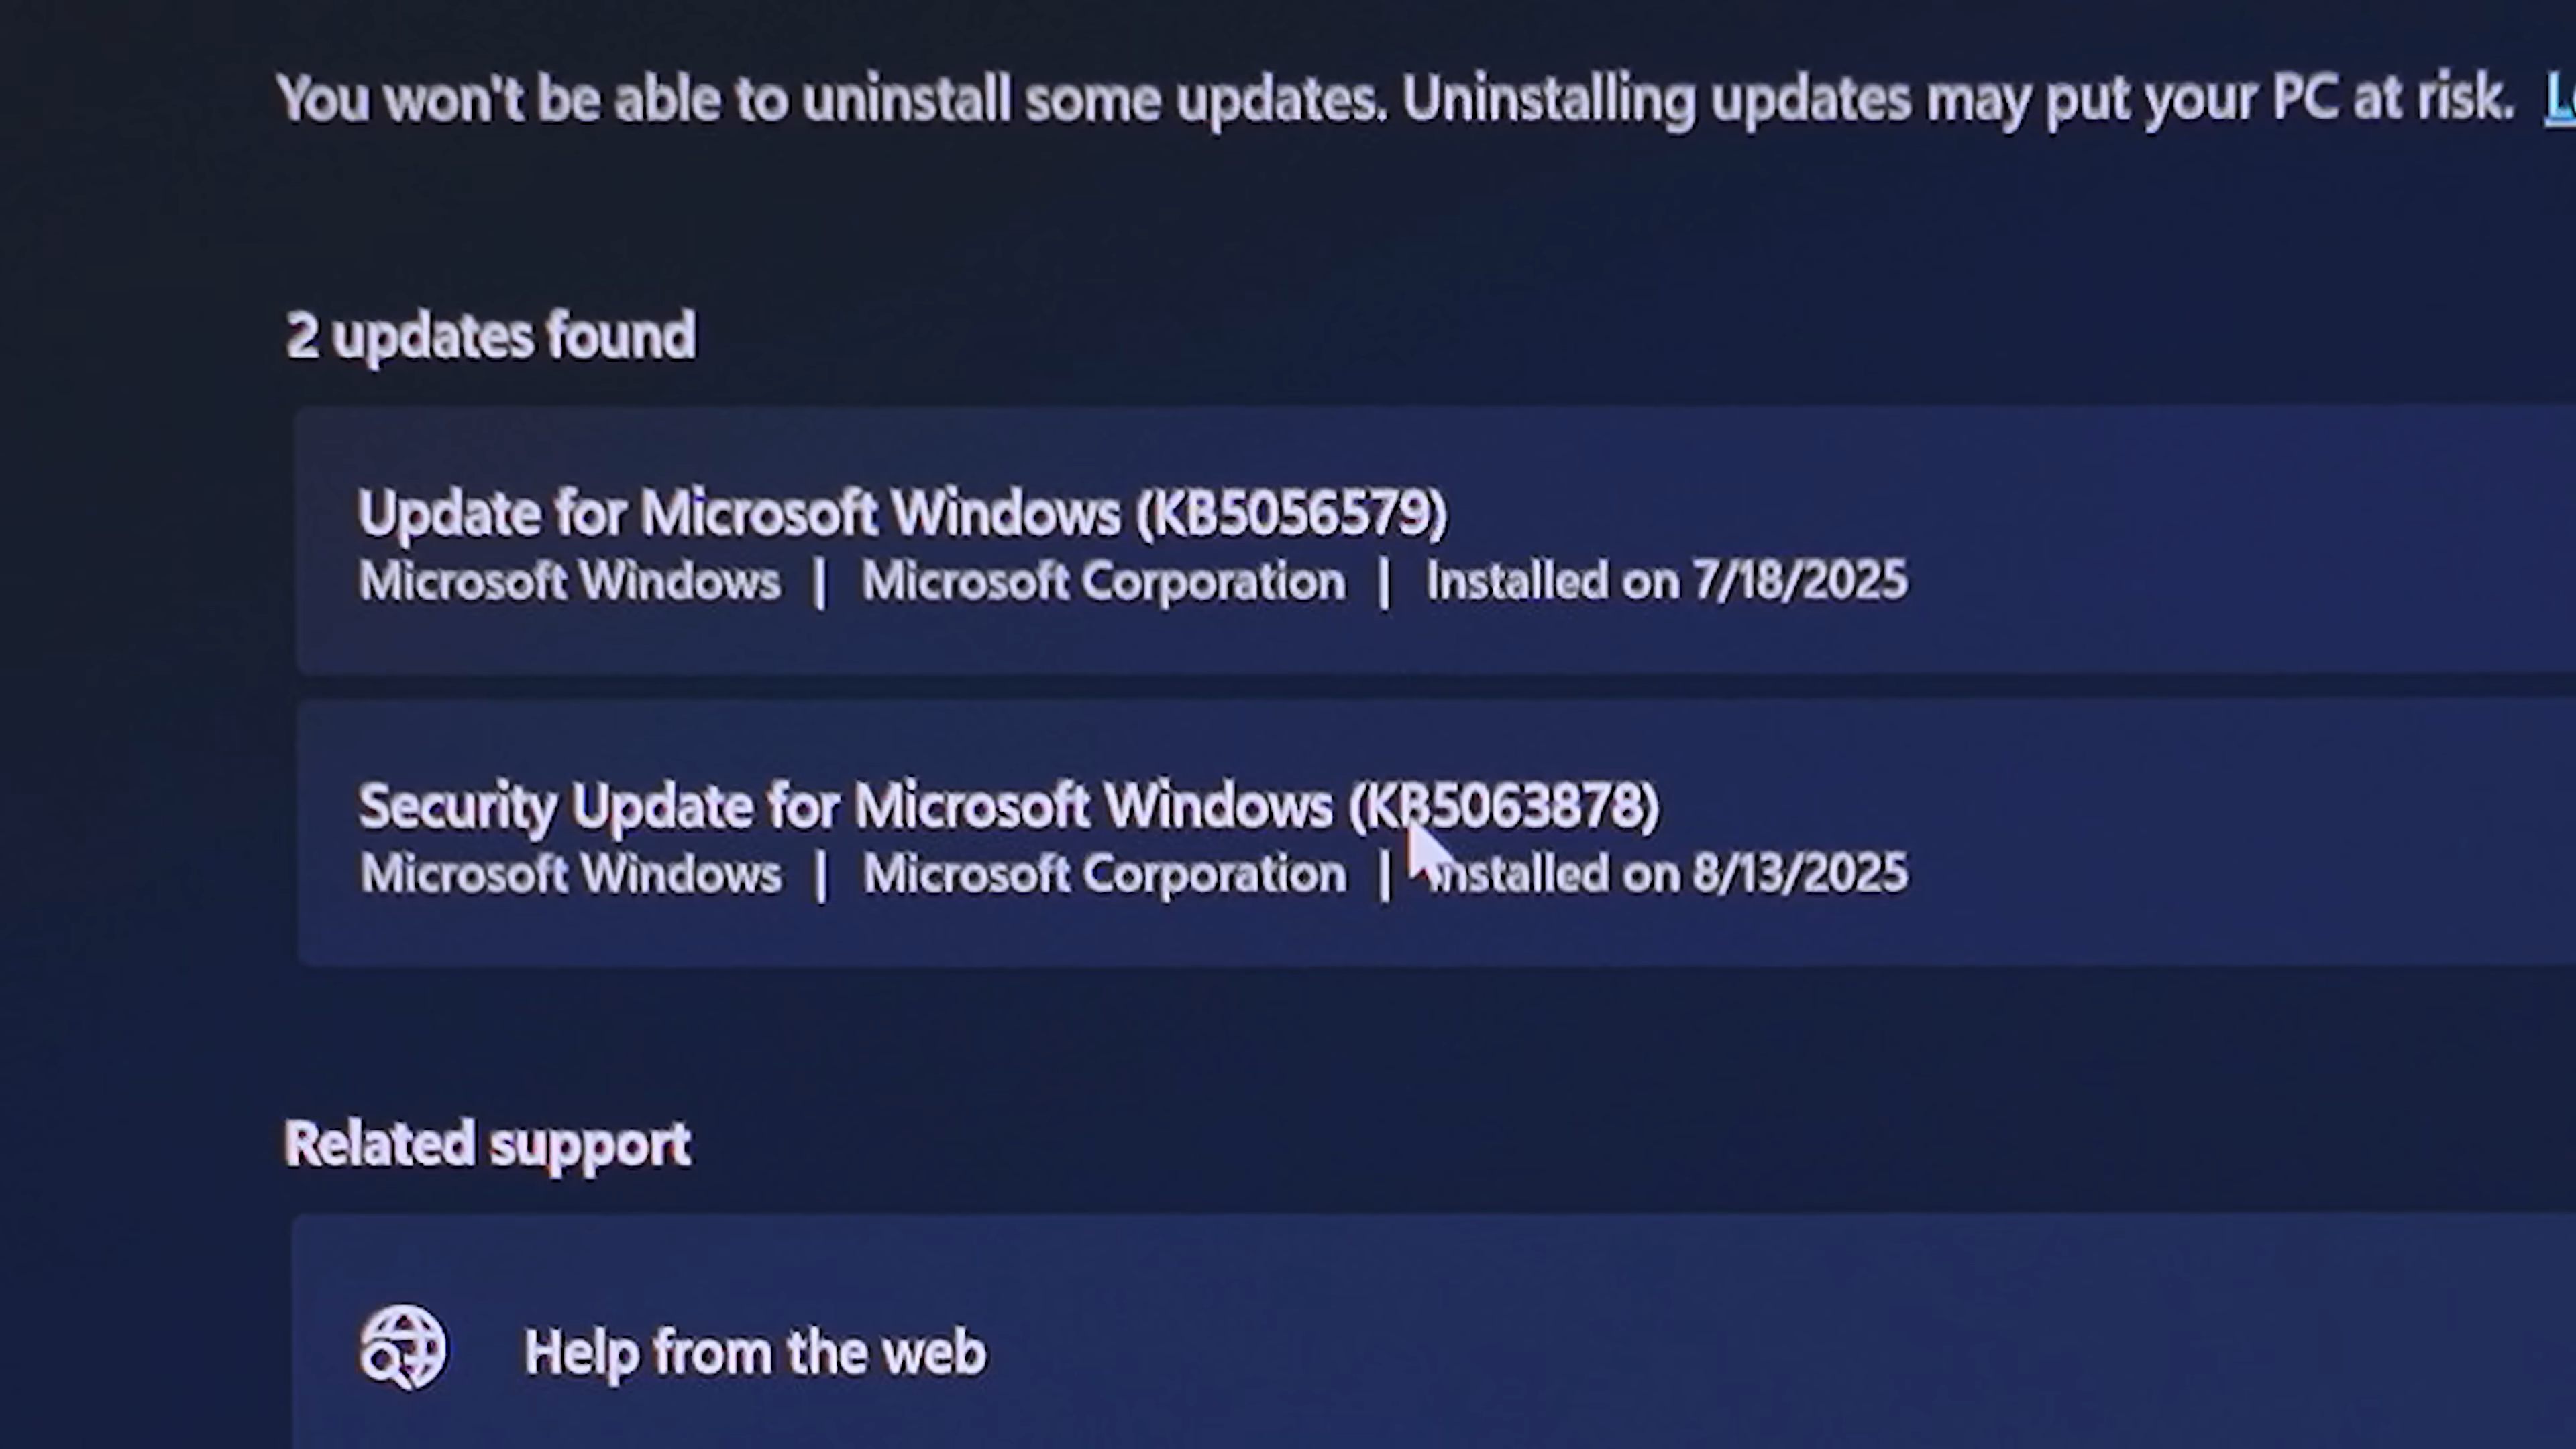 You won't be able to uninstall some updates. Uninstalling updates may put your PC at risk.
2 updates found
Update for Microsoft Windows (KB5056579)
Microsoft Windows | Microsoft Corporation | Installed on 7/18/2025
Security Update for Microsoft Windows (KB5063878)
Microsoft Windows | Microsoft Corporation | Installed on 8/13/2025
Related support
Help from the web